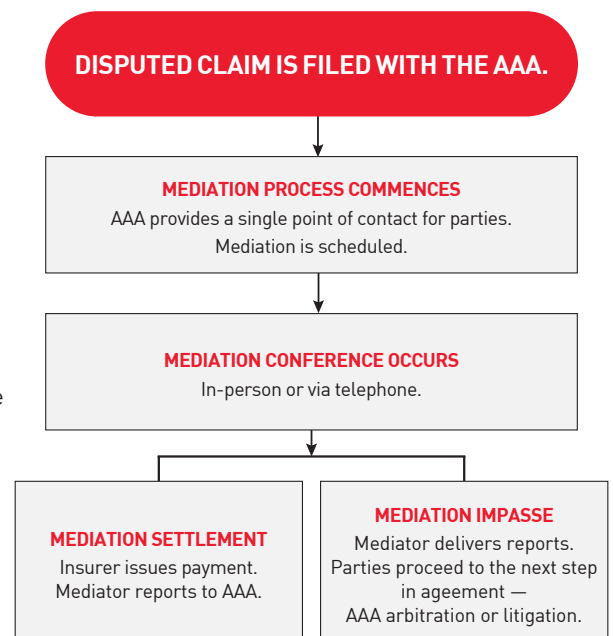 DISPUTED CLAIM IS FILED WITH THE AAA.
MEDIATION PROCESS COMMENCES
AAA provides a single point of contact for parties.
Mediation is scheduled.
MEDIATION CONFERENCE OCCURS
In-person or via telephone.
e
MEDIATION SETTLEMENT
Insurer issues payment.
Mediator reports to AAA.
MEDIATION IMPASSE
Mediator delivers reports.
Parties proceed to the next step
in ageement —
AAA arbitration or litigation.